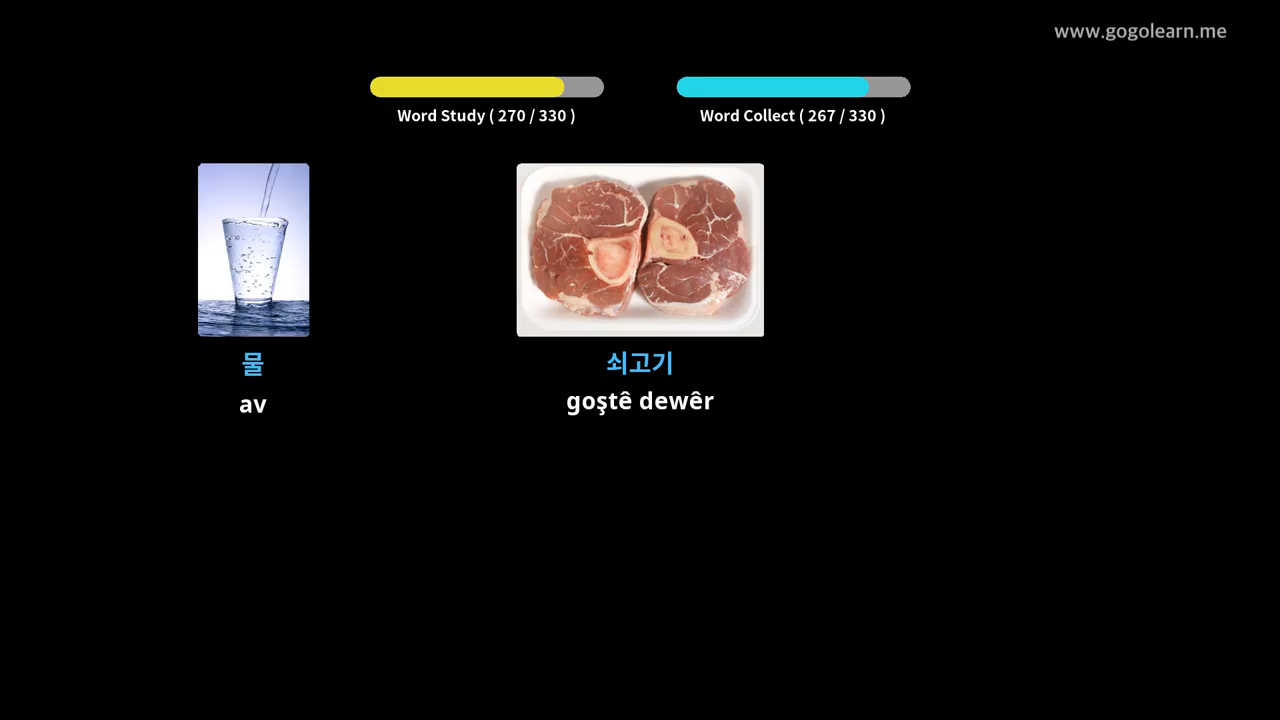 www.gogolearn.me
Word Study ( 270 / 330 )
Word Collect ( 267 / 330 )
물
av
쇠고기
goştê dewêr